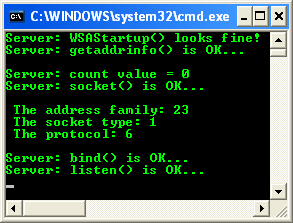 C:\WINDOWS\system32\cmd.exe
Server: WSAStartup() looks fine!
Server: getaddrinfo() is OK...
Server: count value = 0
Server: socket() is OK...
The address family: 23
The socket type: 1
The protocol: 6
Server: bind() is OK...
Server: listen() is OK...